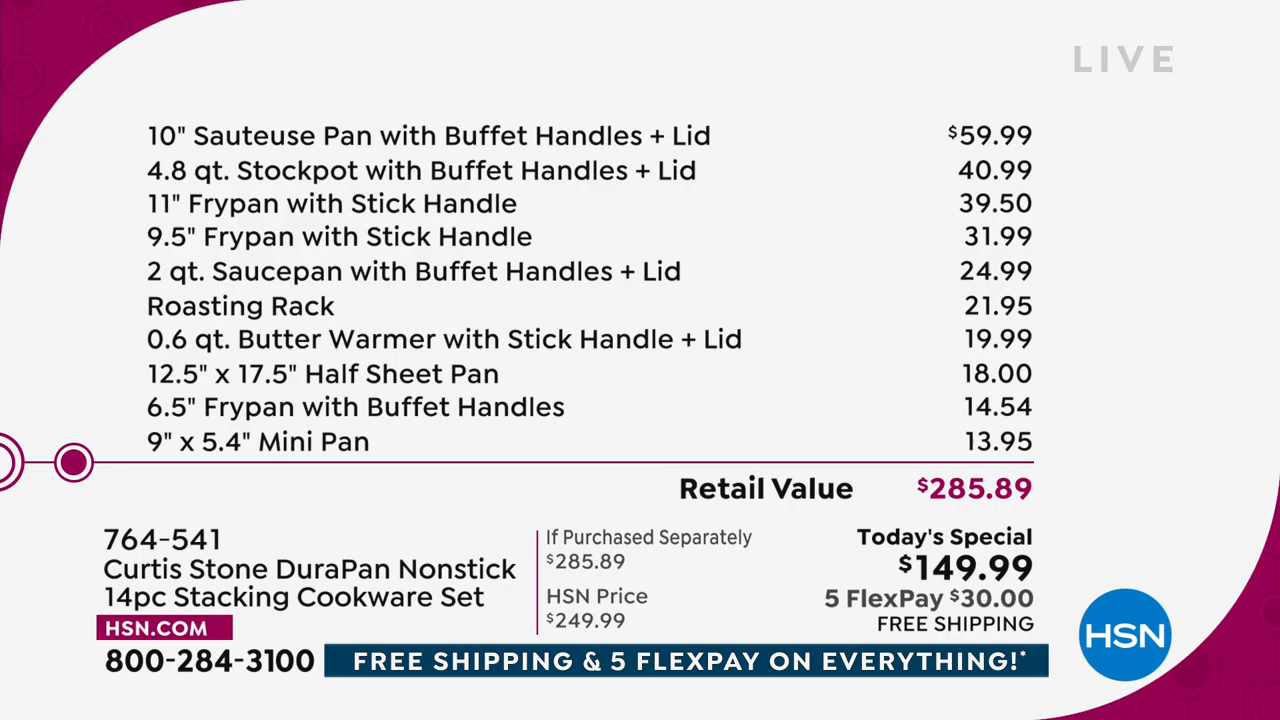 LIVE
10" Sauteuse Pan with Buffet Handles + Lid $59.99
4.8 qt. Stockpot with Buffet Handles + Lid 40.99
11" Frypan with Stick Handle 39.50
9.5" Frypan with Stick Handle 31.99
2 qt. Saucepan with Buffet Handles + Lid 24.99
Roasting Rack 21.95
0.6 qt. Butter Warmer with Stick Handle + Lid 19.99
12.5" x 17.5" Half Sheet Pan 18.00
6.5" Frypan with Buffet Handles 14.54
9" x 5.4" Mini Pan 13.95
Retail Value $285.89
764-541
Curtis Stone DuraPan Nonstick
14pc Stacking Cookware Set
HSN.COM
800-284-3100
If Purchased Separately
$285.89
HSN Price
$249.99
Today's Special
$149.99
5 FlexPay $30.00
FREE SHIPPING
FREE SHIPPING & 5 FLEXPAY ON EVERYTHING!*
HSN